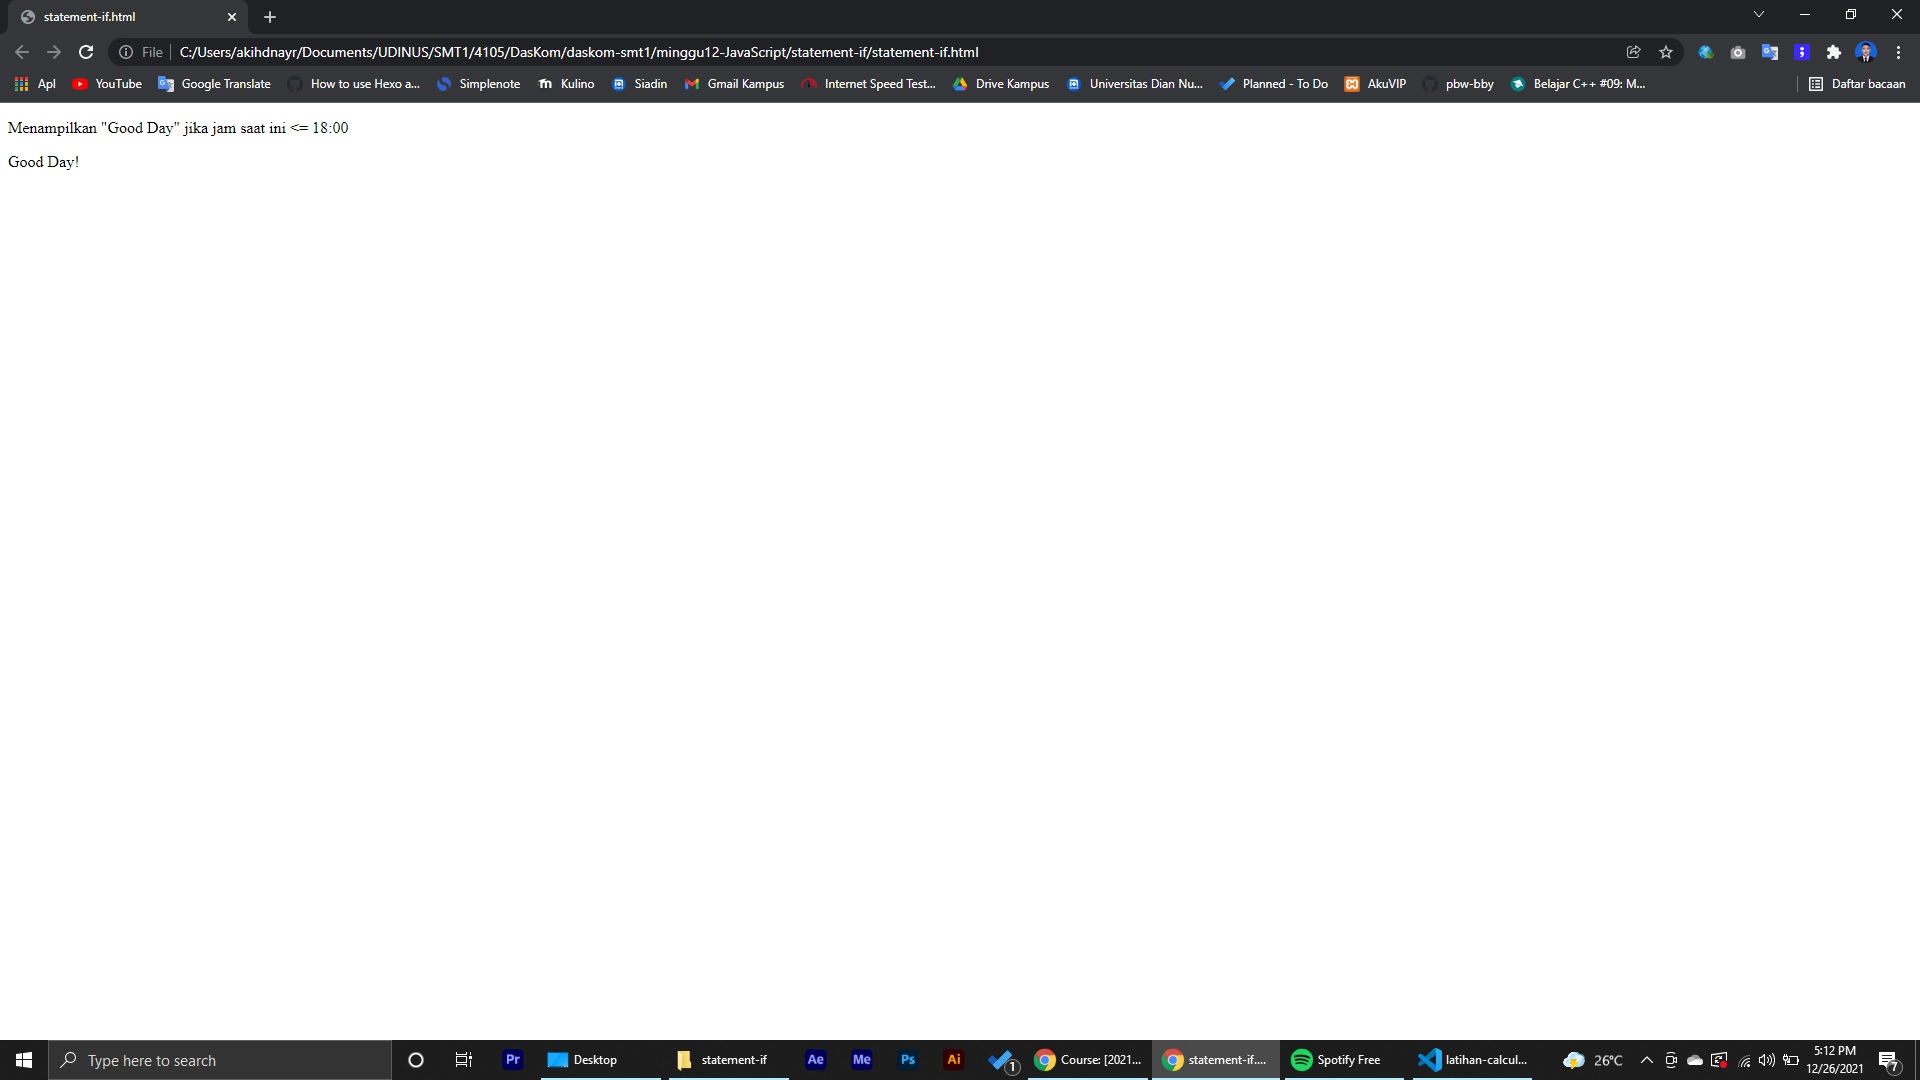 statement-if.html
File
C:/Users/akihdnayr/Documents/UDINUS/SMT1/4105/DasKom/daskom-smt1/minggu12-JavaScript/statement-if/statement-if.html
Apl YouTube Google Translate How to use Hexo a... Simplenote Kulino Siadin Gmail Kampus Internet Speed Test... Drive Kampus Universitas Dian Nu... Planned - To Do AkuVIP pbw-bby Belajar C++ #09: M... Daftar bacaan
Menampilkan "Good Day" jika jam saat ini <= 18:00
Good Day!
Type here to search Pr Desktop statement-if Ae Me Ps Ai 1 Course: [2021... statement-if.... Spotify Free latihan-calcul... 26°C
5:12 PM
12/26/2021
7